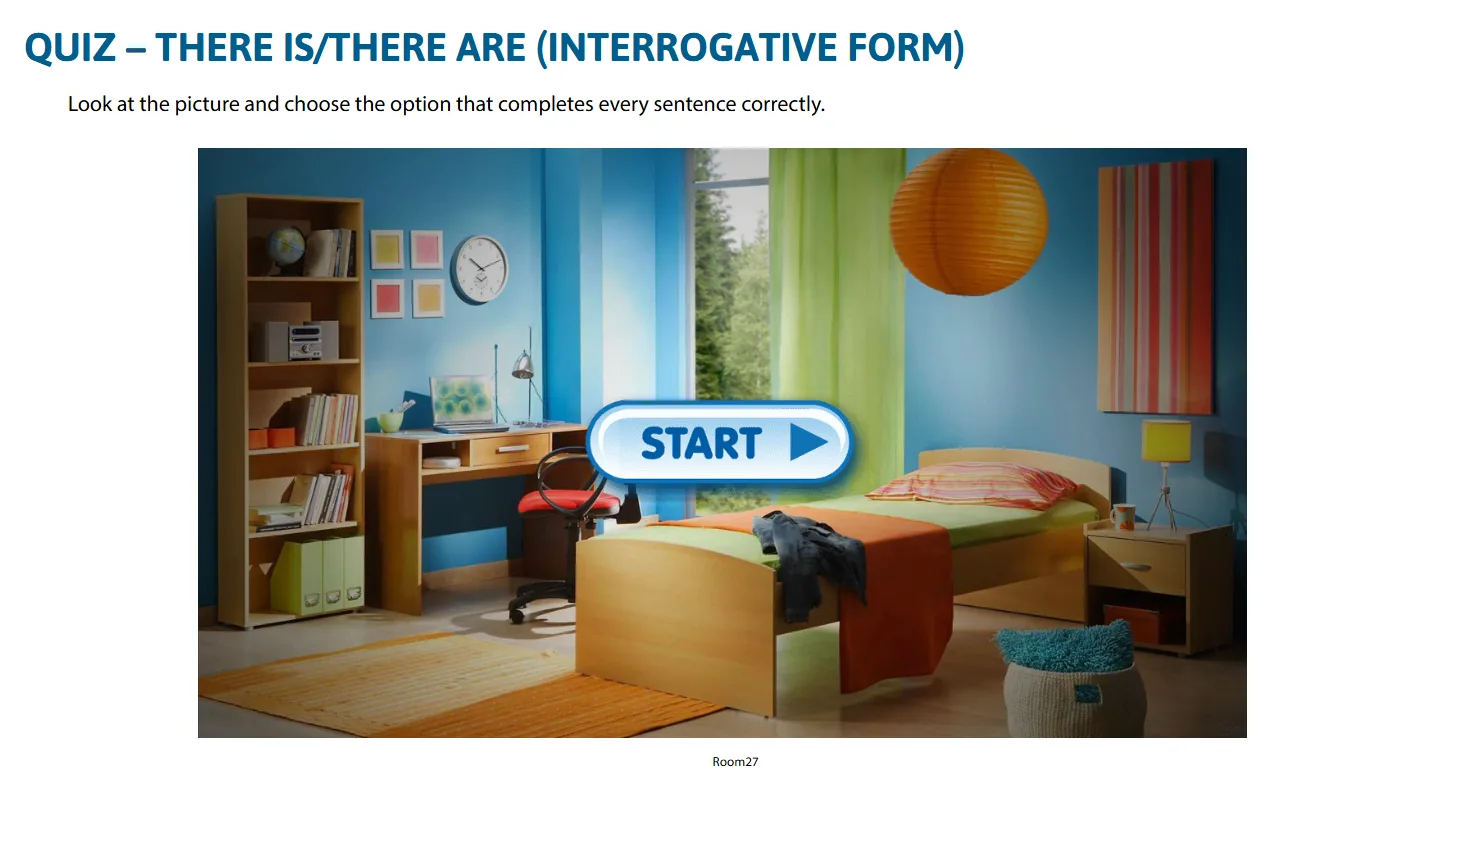 QUIZ – THERE IS/THERE ARE (INTERROGATIVE FORM)
Look at the picture and choose the option that completes every sentence correctly.
START
Room27